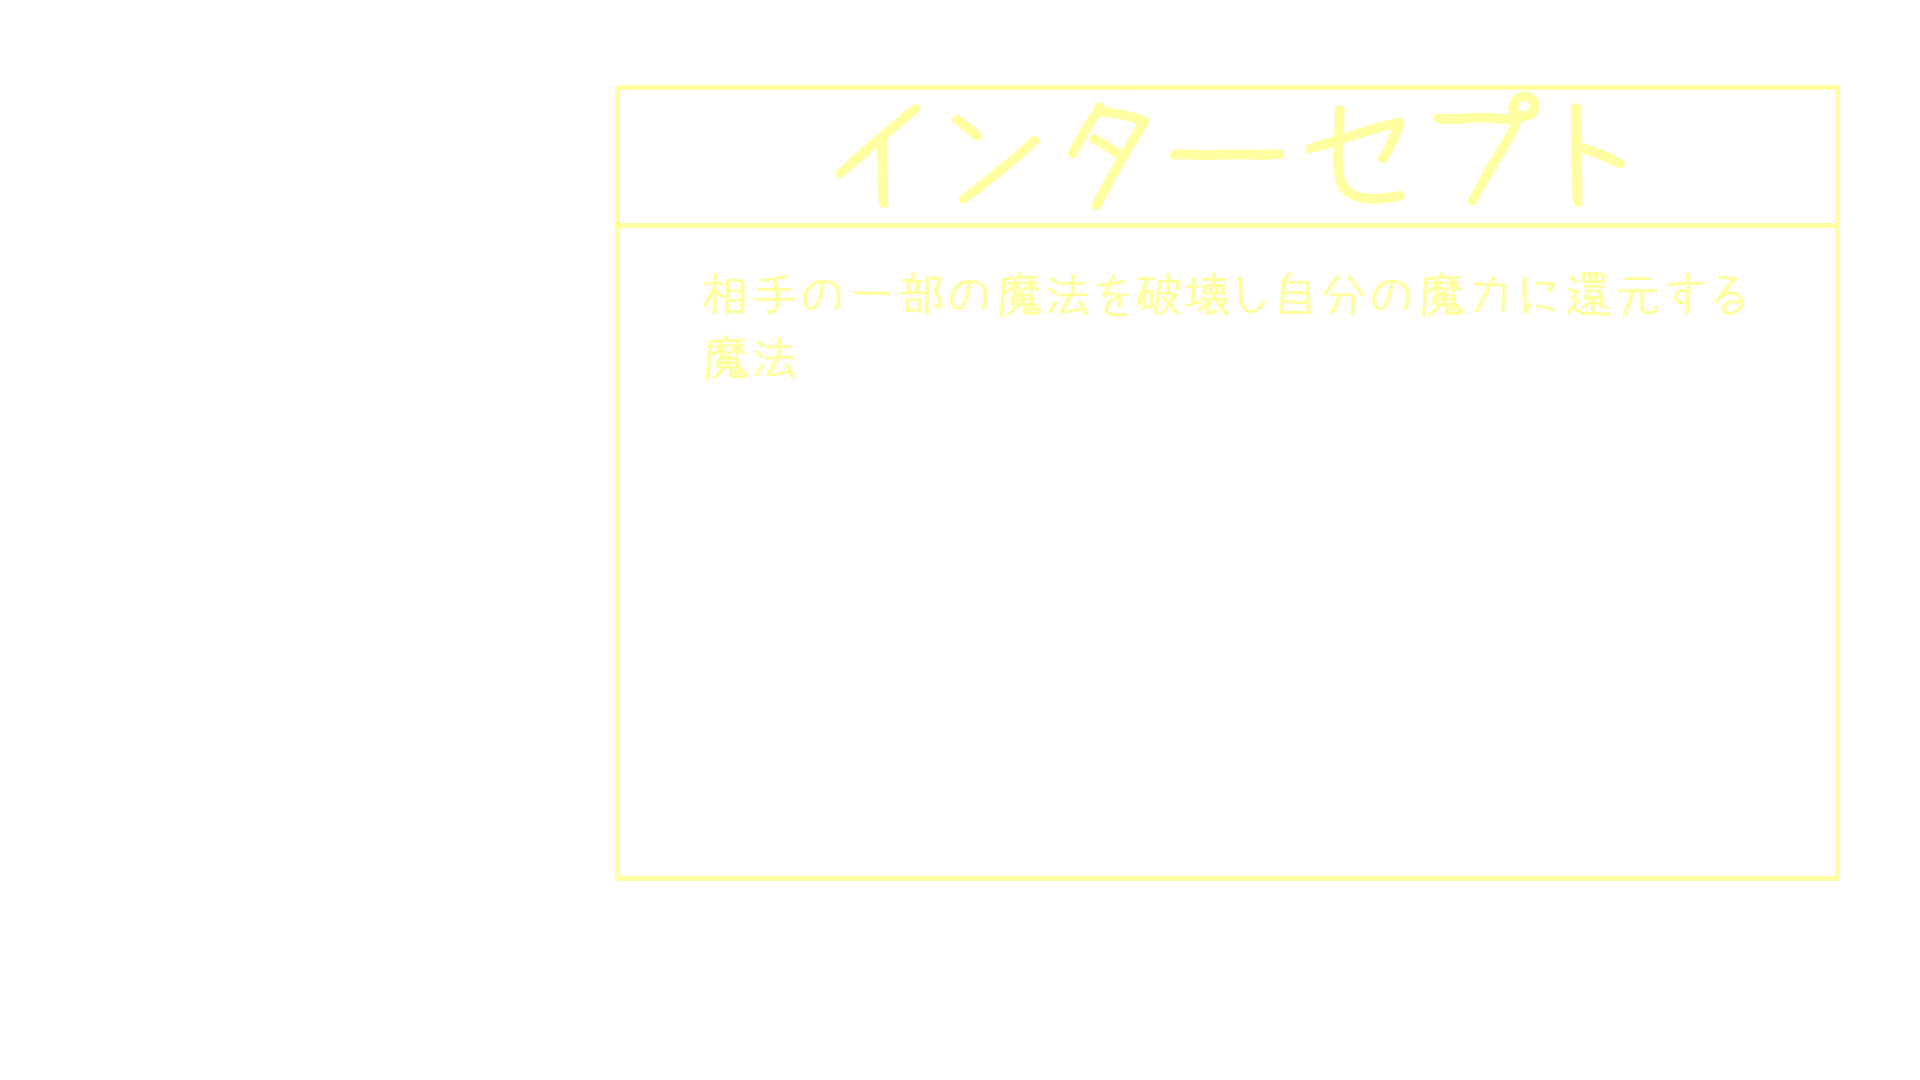 インターセプト
相手の一部の魔法を破壊し自分の魔力に還元する
魔法